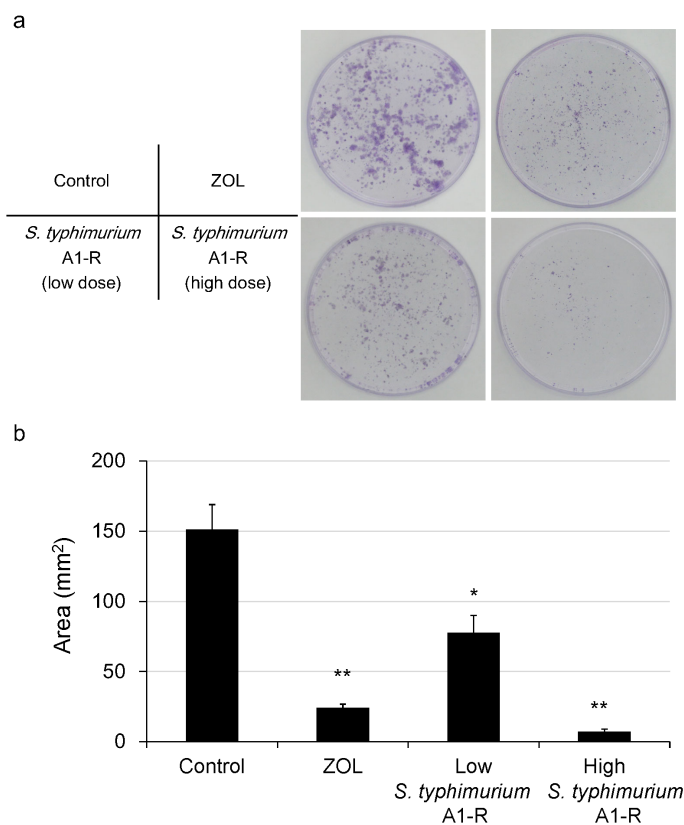 a
Control ZOL
S. typhimurium S. typhimurium
A1-R A1-R
(low dose) (high dose)
b
200
150
100
50
0
Area (mm²)
**
*
**
Control ZOL Low High
S. typhimurium S. typhimurium
A1-R A1-R